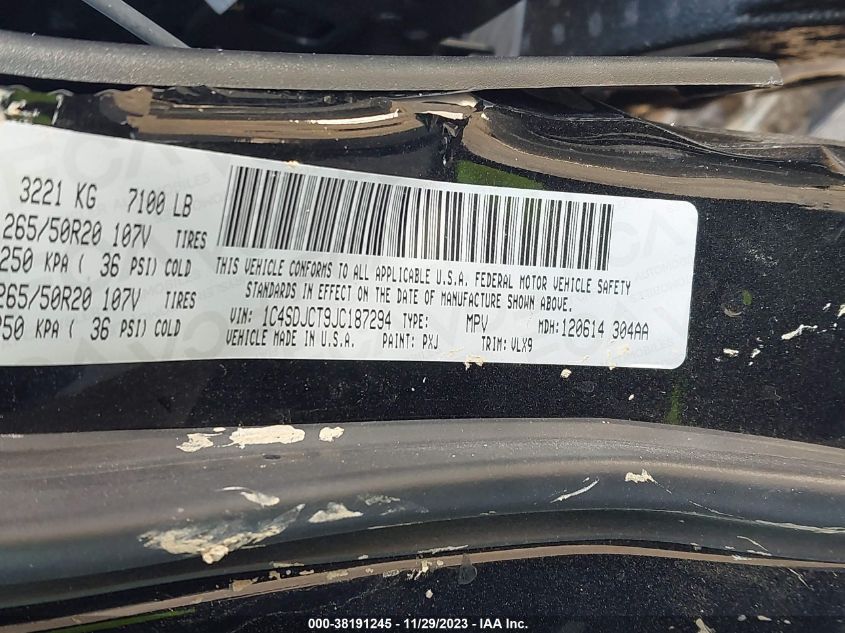 3221 KG 7100 LB
265/50R20 107V TIRES
250 KPA ( 36 PSI) COLD
265/50R20 107V TIRES
250 KPA ( 36 PSI) COLD
THIS VEHICLE CONFORMS TO ALL APPLICABLE U.S.A. FEDERAL MOTOR VEHICLE SAFETY
STANDARDS IN EFFECT ON THE DATE OF MANUFACTURE SHOWN ABOVE.
VIN: 1C4SDJCT9JC187294 TYPE: MPV MDH:120614 304AA
VEHICLE MADE IN U.S.A. PAINT: PXJ TRIM:VLX9
000-38191245 - 11/29/2023 - IAA Inc.